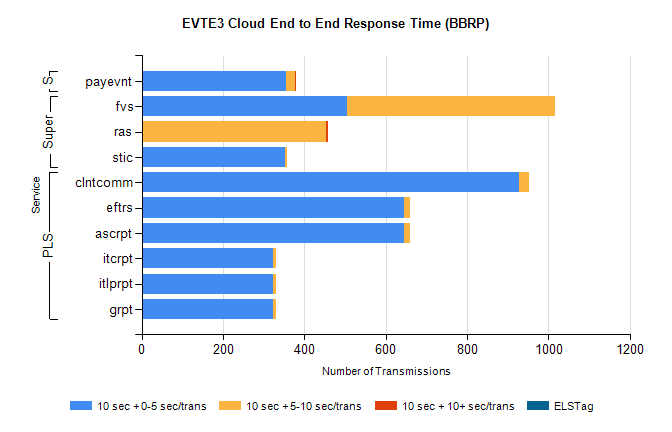 EVTE3 Cloud End to End Response Time (BBRP)
S
payevnt
Super
fvs
ras
stic
Service
PLS
clntcomm
eftrs
ascrpt
itcrpt
itlprpt
grpt
0 200 400 600 800 1000 1200
Number of Transmissions
10 sec +0-5 sec/trans 10 sec +5-10 sec/trans 10 sec + 10+ sec/trans ELSTag